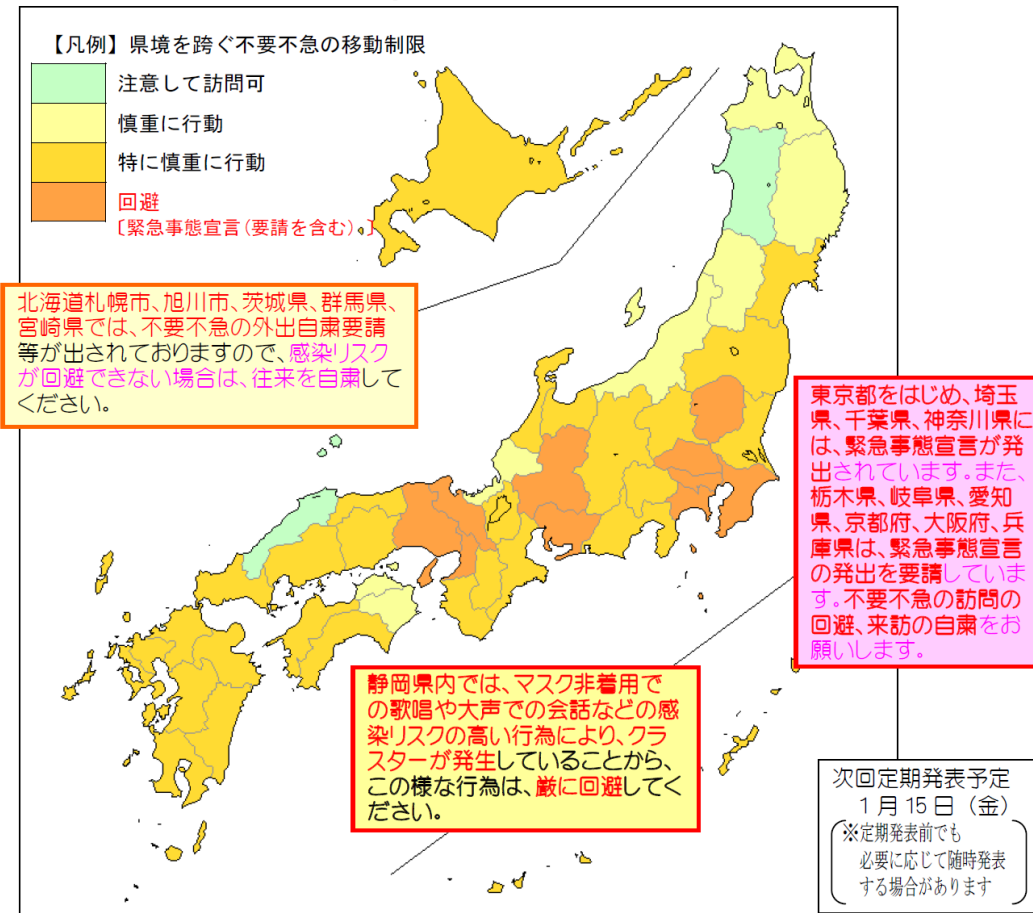 【凡例】県境を跨ぐ不要不急の移動制限
注意して訪問可
慎重に行動
特に慎重に行動
回避
〔緊急事態宣言(要請を含む)〕
北海道札幌市、旭川市、茨城県、群馬県、
宮崎県では、不要不急の外出自粛要請
等が出されておりますので、感染リスク
が回避できない場合は、往来を自粛して
ください。
東京都をはじめ、埼玉
県、千葉県、神奈川県に
は、緊急事態宣言が発
出されています。また、
栃木県、岐阜県、愛知
県、京都府、大阪府、兵
庫県は、緊急事態宣言
の発出を要請していま
す。不要不急の訪問の
回避、来訪の自粛をお
願いします。
静岡県内では、マスク非着用で
の歌唱や大声での会話などの感
染リスクの高い行為により、クラ
スターが発生していることから、
この様な行為は、厳に回避してく
ださい。
次回定期発表予定
1月15日(金)
※定期発表前でも
必要に応じて随時発表
する場合があります